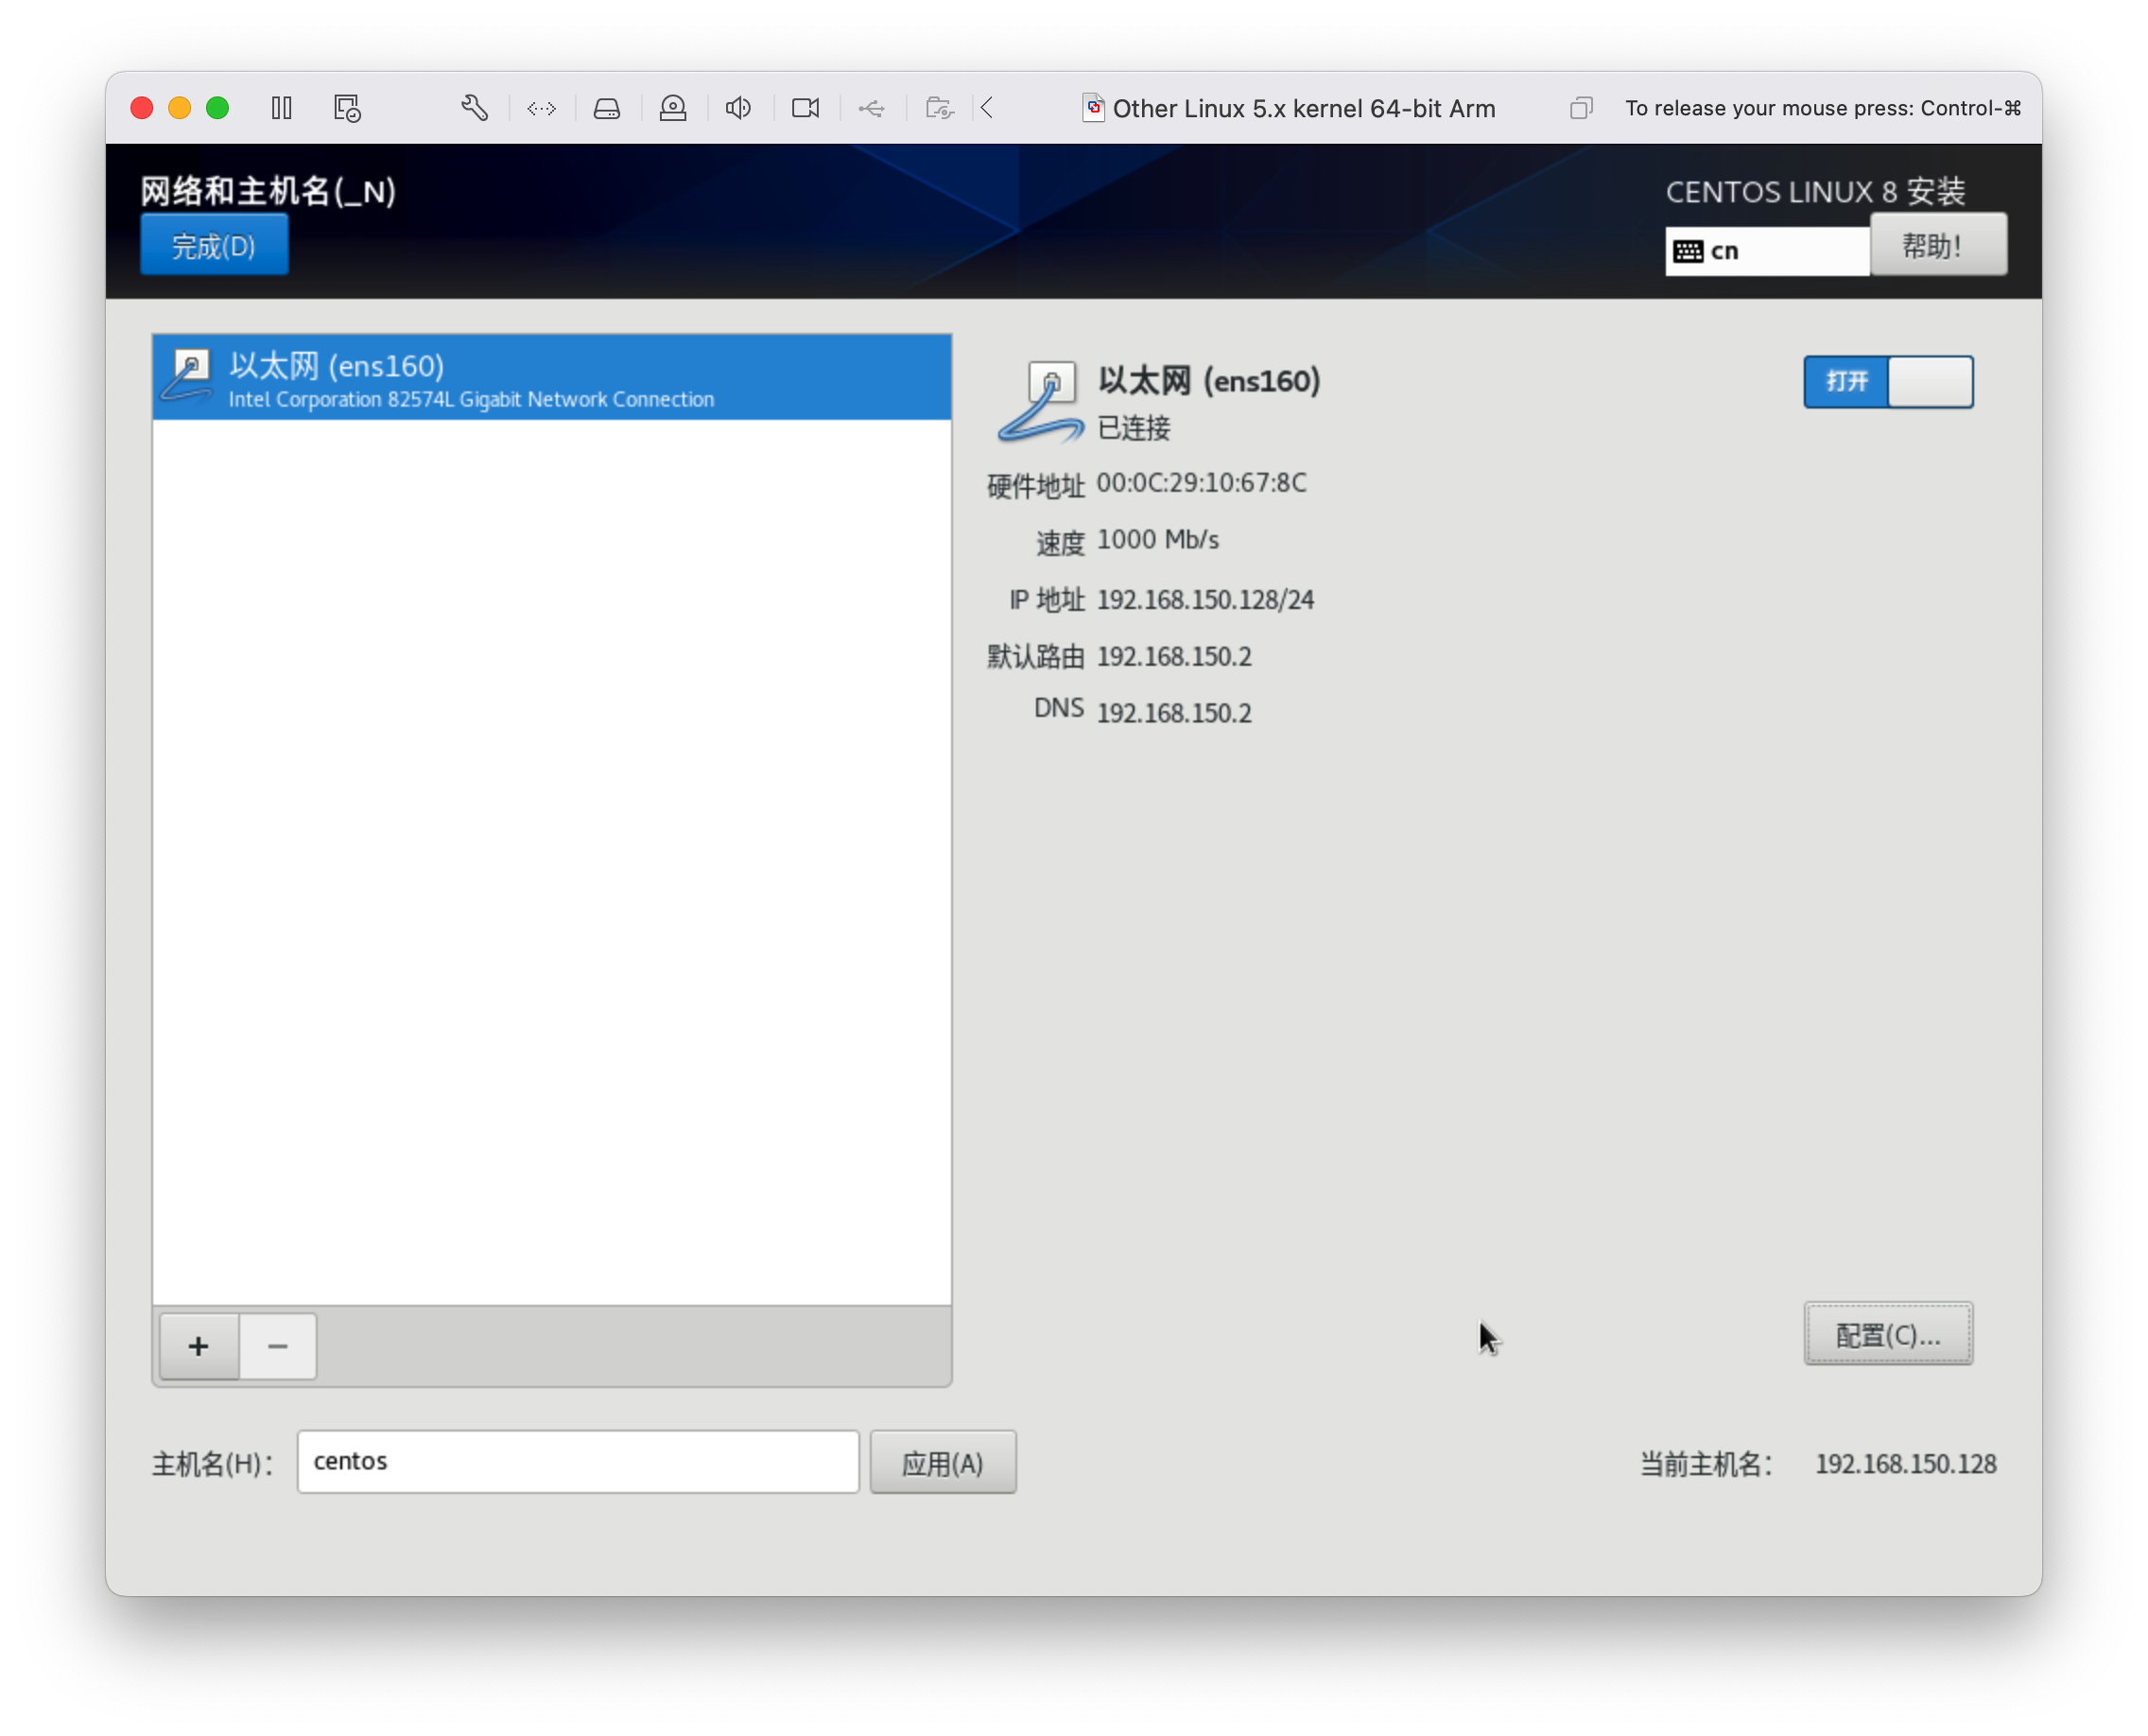 Other Linux 5.x kernel 64-bit Arm
To release your mouse press: Control-⌘
网络和主机名(_N)
CENTOS LINUX 8 安装
完成(D)
cn
帮助！
以太网 (ens160)
Intel Corporation 82574L Gigabit Network Connection
以太网 (ens160)
已连接
打开
硬件地址 00:0C:29:10:67:8C
速度 1000 Mb/s
IP 地址 192.168.150.128/24
默认路由 192.168.150.2
DNS 192.168.150.2
+
−
配置(C)...
主机名(H)：
centos
应用(A)
当前主机名： 192.168.150.128